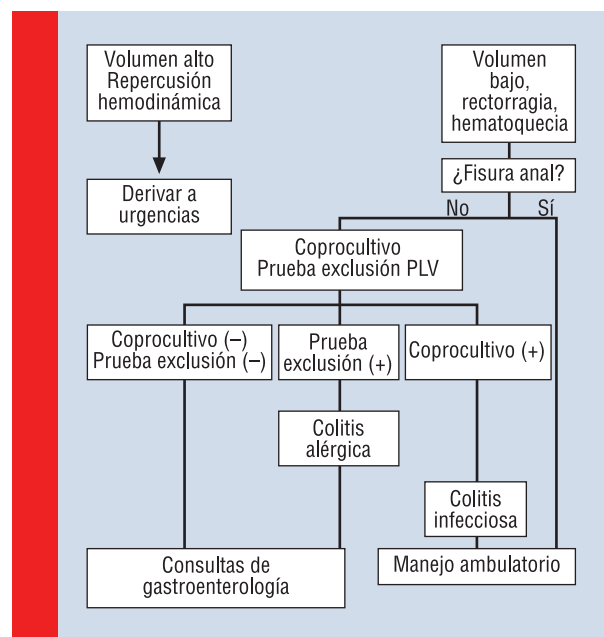 Volumen alto
Repercusión
hemodinámica
Derivar a
urgencias
Volumen
bajo,
rectorragia,
hematoquecia
¿Fisura anal?
No
Sí
Coprocultivo
Prueba exclusión PLV
Coprocultivo (–)
Prueba exclusión (–)
Prueba
exclusión (+)
Coprocultivo (+)
Colitis
alérgica
Colitis
infecciosa
Consultas de
gastroenterología
Manejo ambulatorio